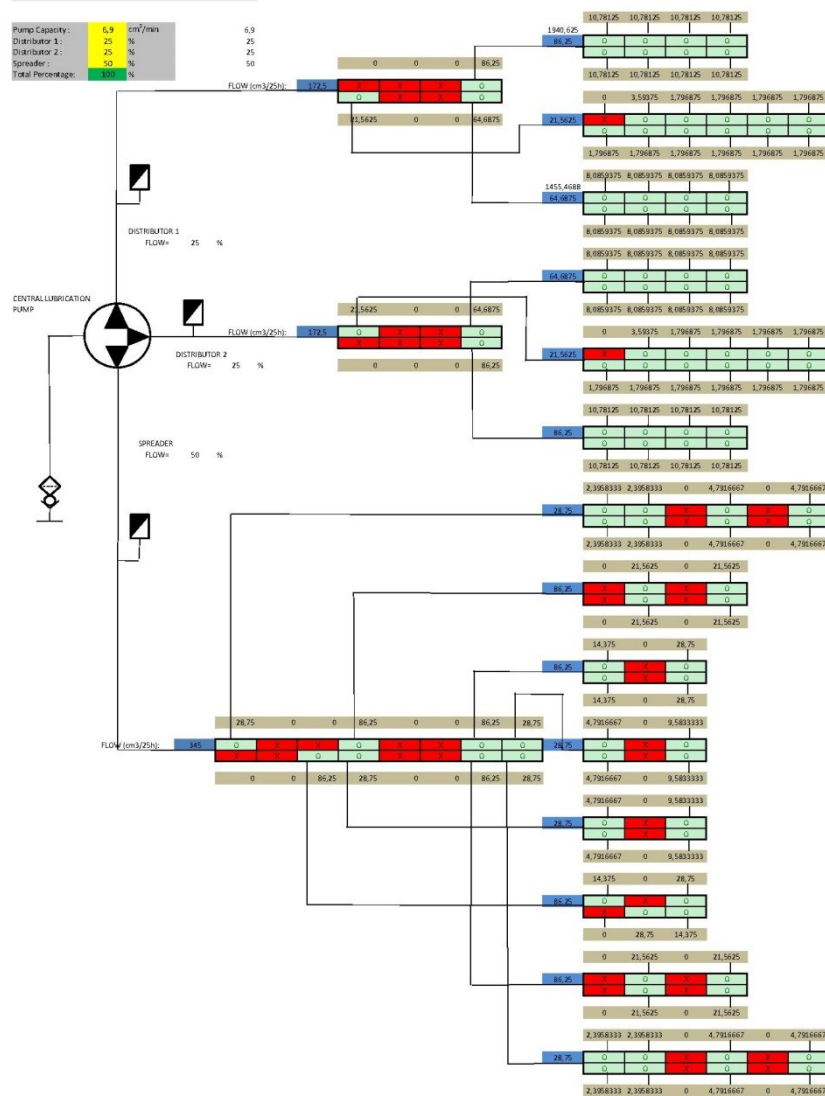 Pump Capacity : 6,9 cm³/min 6,9
Distributor 1 : 25 % 25
Distributor 2 : 25 % 25
Spreader : 50 % 50
Total Percentage: 100 %
10,78125 10,78125 10,78125 10,78125
1940,625
86,25
O O O O
O O O O
10,78125 10,78125 10,78125 10,78125
0 0 0 86,25
FLOW (cm3/25h): 172,5
X X X O
O X X O
21,5625 0 0 64,6875
0 3,59375 1,796875 1,796875 1,796875 1,796875
21,5625
X O O O O O
O O O O O O
1,796875 1,796875 1,796875 1,796875 1,796875 1,796875
8,0859375 8,0859375 8,0859375 8,0859375
1455,4688
64,6875
O O O O
O O O O
8,0859375 8,0859375 8,0859375 8,0859375
DISTRIBUTOR 1
FLOW= 25 %
8,0859375 8,0859375 8,0859375 8,0859375
64,6875
O O O O
O O O O
8,0859375 8,0859375 8,0859375 8,0859375
CENTRAL LUBRICATION
PUMP
21,5625 0 0 64,6875
FLOW (cm3/25h): 172,5
O X X O
X X X O
0 0 0 86,25
DISTRIBUTOR 2
FLOW= 25 %
0 3,59375 1,796875 1,796875 1,796875 1,796875
21,5625
X O O O O O
O O O O O O
1,796875 1,796875 1,796875 1,796875 1,796875 1,796875
10,78125 10,78125 10,78125 10,78125
86,25
O O O O
O O O O
10,78125 10,78125 10,78125 10,78125
SPREADER
FLOW= 50 %
2,3958333 2,3958333 0 4,7916667 0 4,7916667
28,75
O O X O X O
O O X O X O
2,3958333 2,3958333 0 4,7916667 0 4,7916667
0 21,5625 0 21,5625
86,25
X O X O
X O X O
0 21,5625 0 21,5625
14,375 0 28,75
86,25
O X O
O X O
14,375 0 28,75
28,75 0 0 86,25 0 0 86,25 28,75
FLOW (cm3/25h): 345
O X X O X X O O
X X O O X X O O
0 0 86,25 28,75 0 0 86,25 28,75
4,7916667 0 9,5833333
28,75
O X O
O X O
4,7916667 0 9,5833333
4,7916667 0 9,5833333
28,75
O X O
O X O
4,7916667 0 9,5833333
14,375 0 28,75
86,25
O X O
X O O
0 28,75 14,375
0 21,5625 0 21,5625
86,25
X O X O
X O X O
0 21,5625 0 21,5625
2,3958333 2,3958333 0 4,7916667 0 4,7916667
28,75
O O X O X O
O O X O X O
2,3958333 2,3958333 0 4,7916667 0 4,7916667